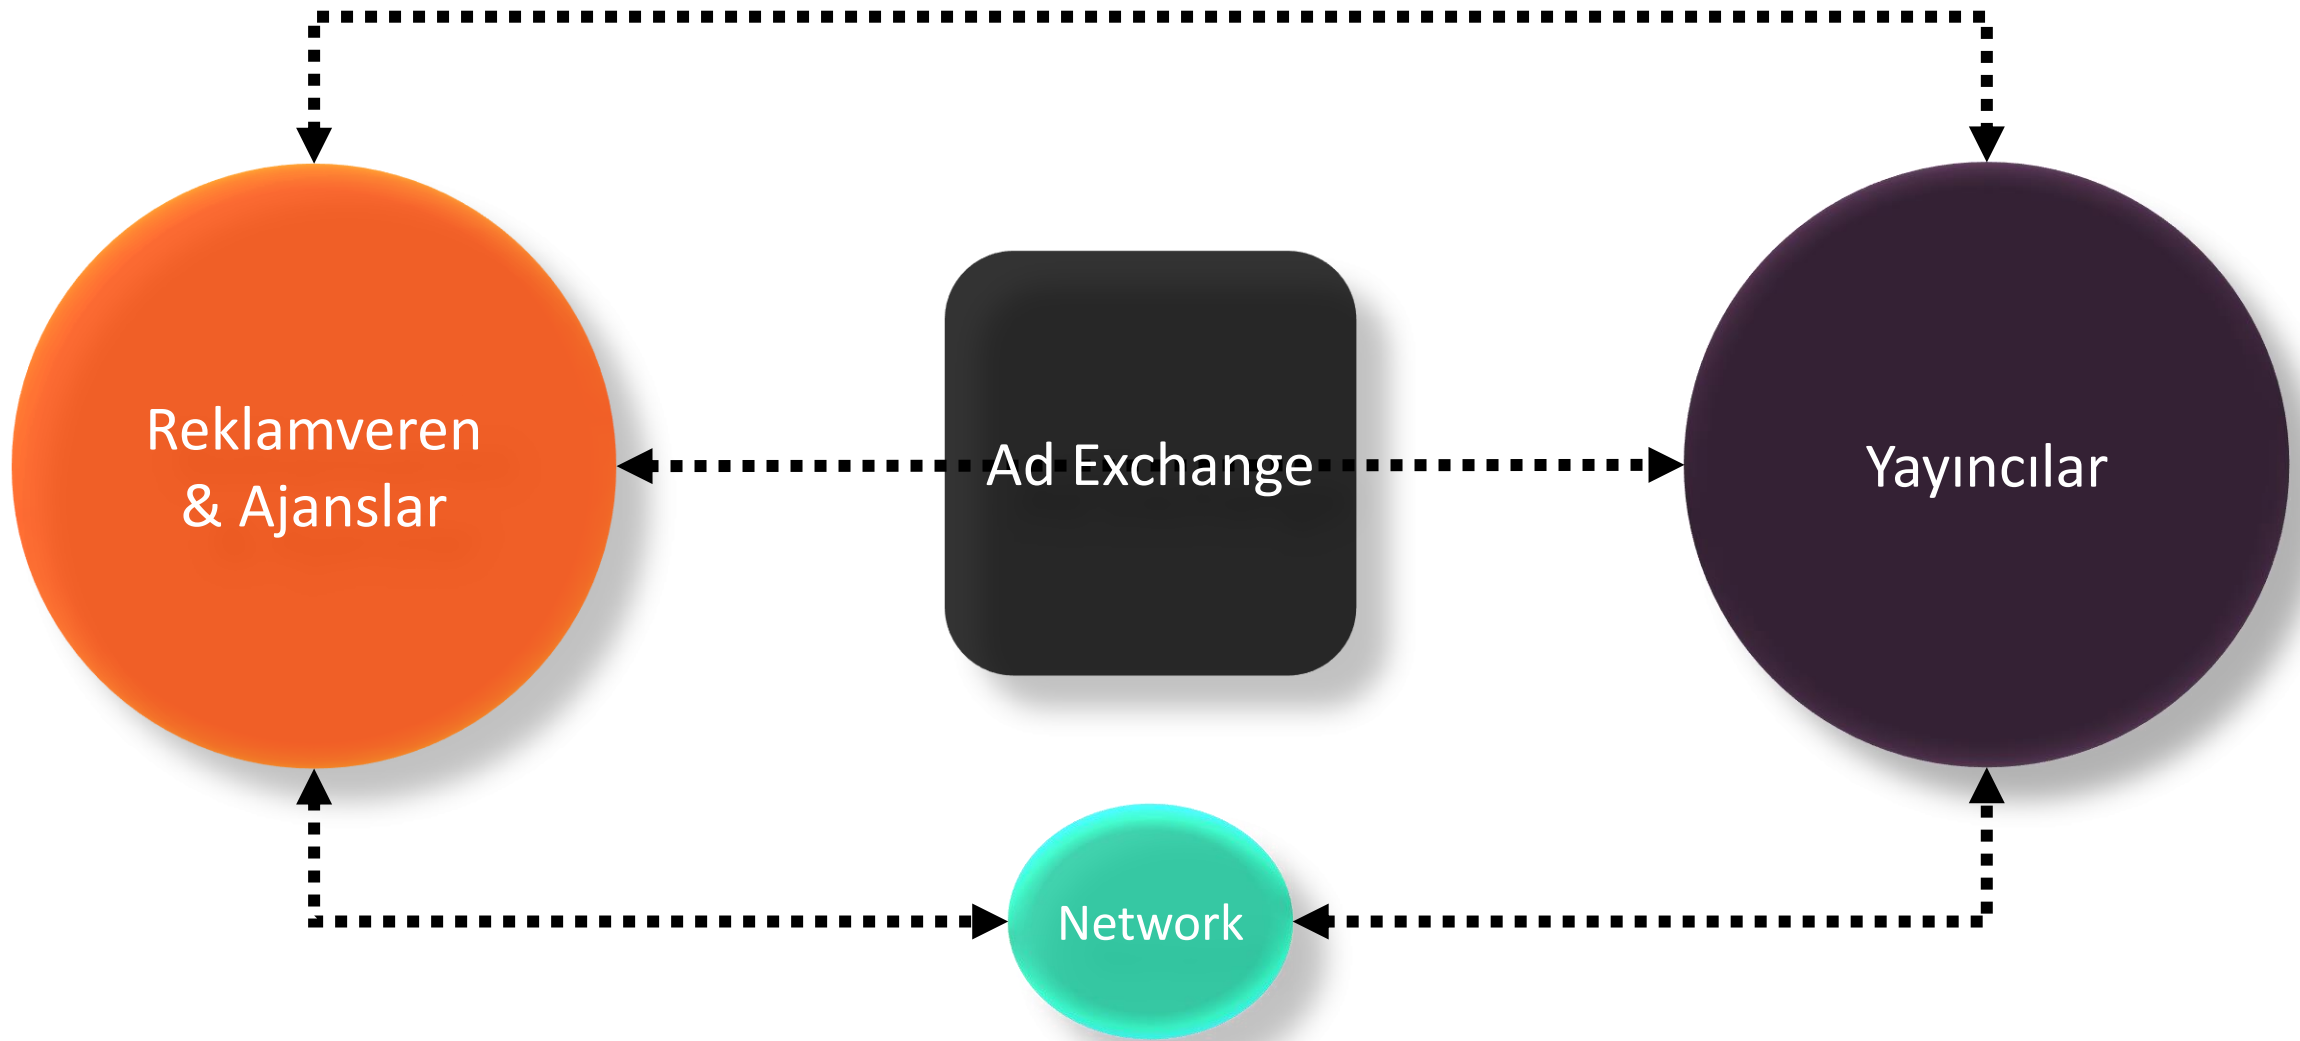 Reklamveren
& Ajanslar
Ad Exchange
Yayıncılar
Network